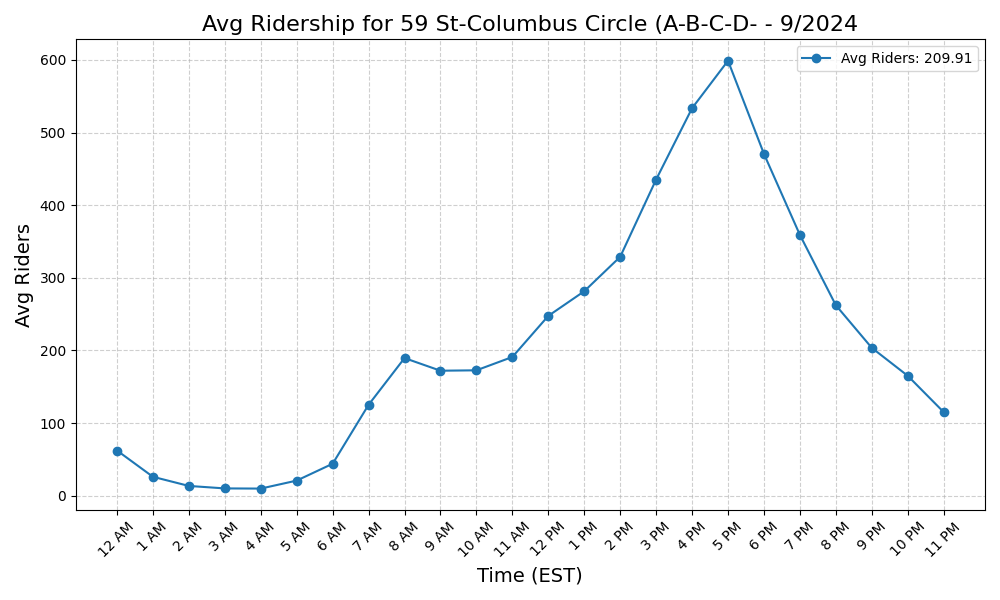 Avg Ridership for 59 St-Columbus Circle (A-B-C-D- - 9/2024
Avg Riders: 209.91
Avg Riders
600
500
400
300
200
100
0
12 AM
1 AM
2 AM
3 AM
4 AM
5 AM
6 AM
7 AM
8 AM
9 AM
10 AM
11 AM
12 PM
1 PM
2 PM
3 PM
4 PM
5 PM
6 PM
7 PM
8 PM
9 PM
10 PM
11 PM
Time (EST)